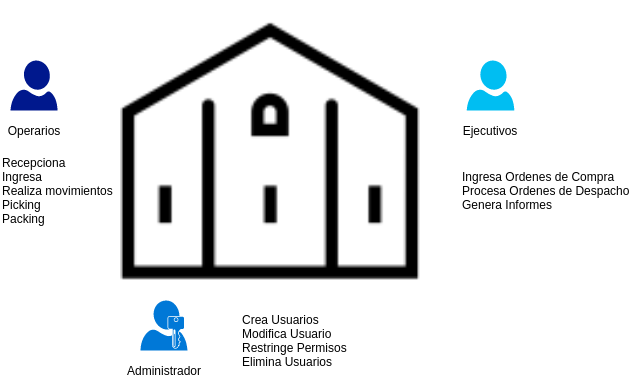 Operarios
Recepciona
Ingresa
Realiza movimientos
Picking
Packing
Ejecutivos
Ingresa Ordenes de Compra
Procesa Ordenes de Despacho
Genera Informes
Administrador
Crea Usuarios
Modifica Usuario
Restringe Permisos
Elimina Usuarios